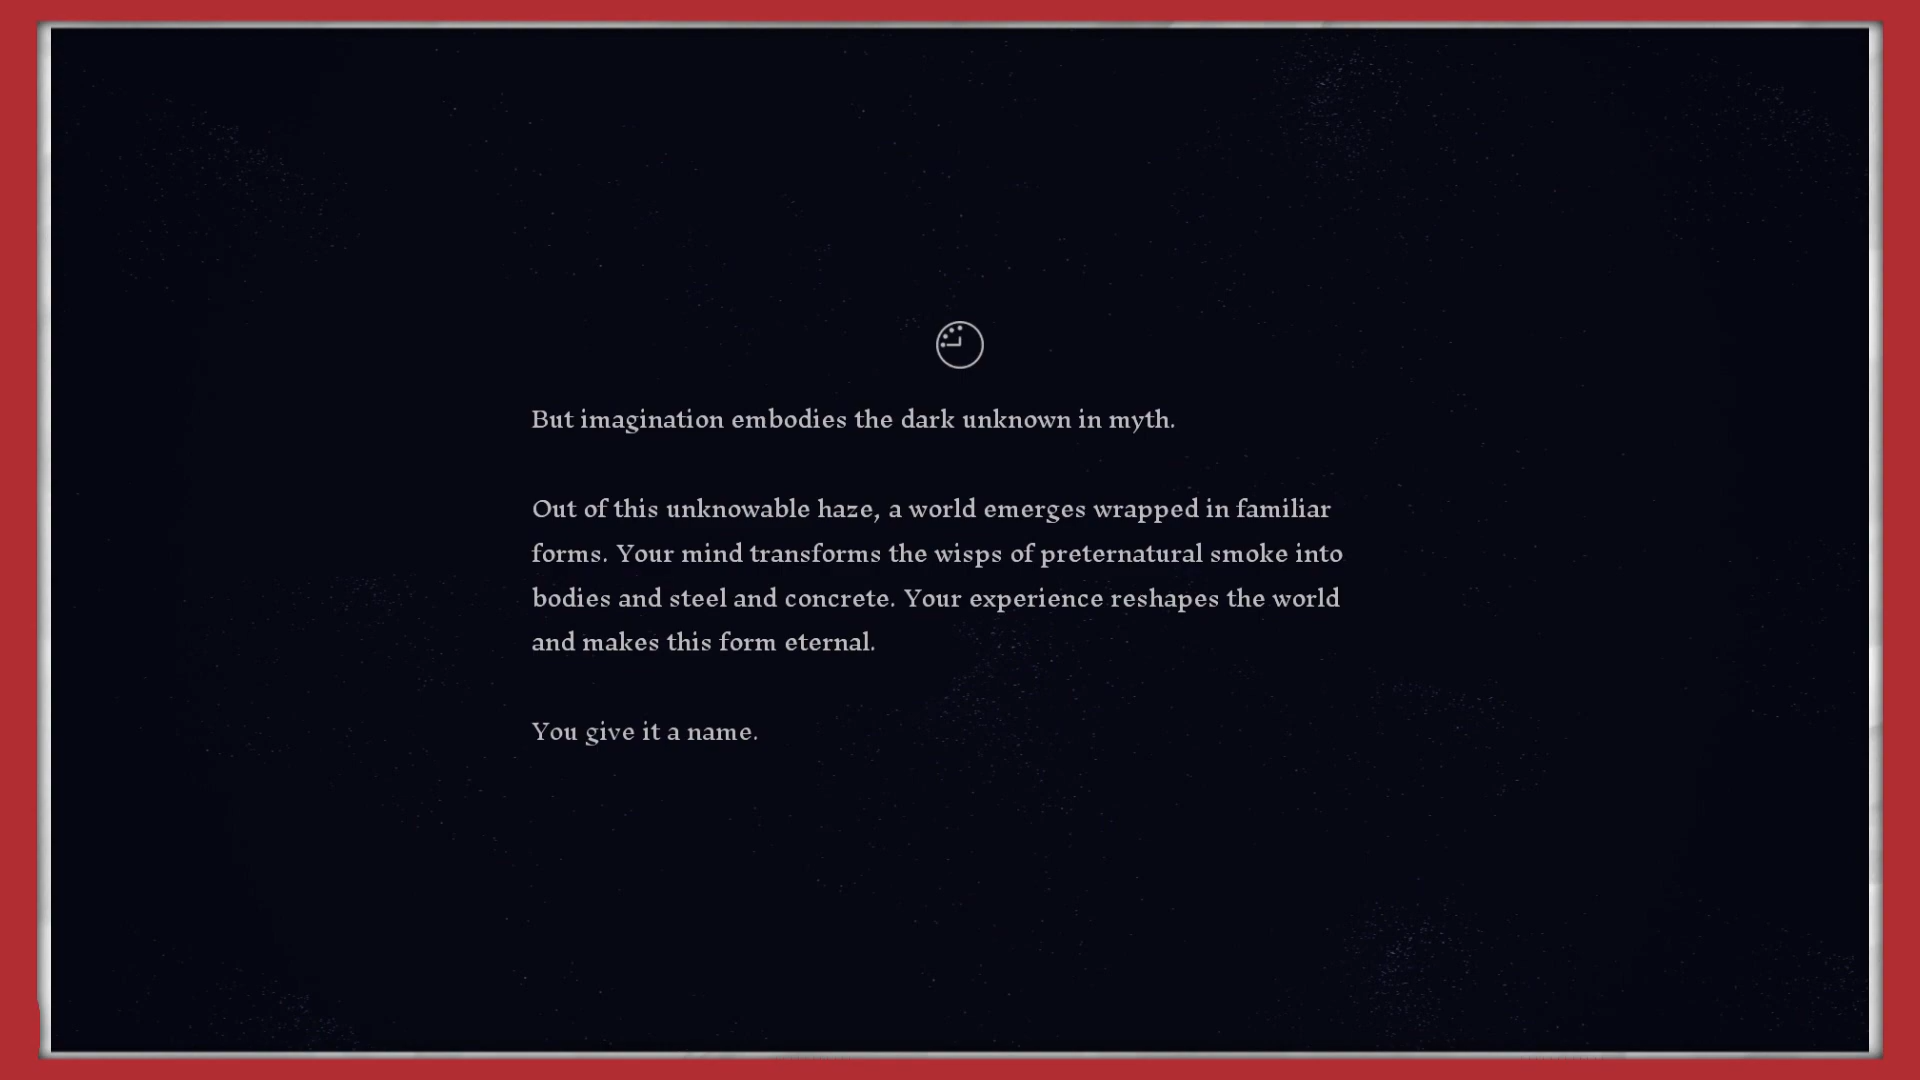 But imagination embodies the dark unknown in myth.
Out of this unknowable haze, a world emerges wrapped in familiar
forms. Your mind transforms the wisps of preternatural smoke into
bodies and steel and concrete. Your experience reshapes the world
and makes this form eternal.
You give it a name.